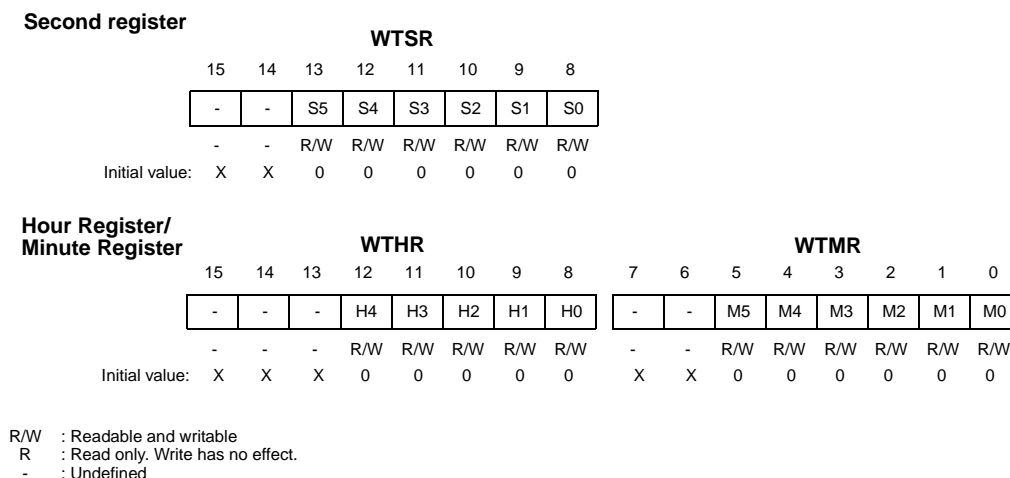 Second register
WTSR
15 14 13 12 11 10 9 8
- - S5 S4 S3 S2 S1 S0
- - R/W R/W R/W R/W R/W R/W
Initial value: X X 0 0 0 0 0 0
Hour Register/
Minute Register
WTHR WTMR
15 14 13 12 11 10 9 8 7 6 5 4 3 2 1 0
- - - H4 H3 H2 H1 H0 - - M5 M4 M3 M2 M1 M0
- - - R/W R/W R/W R/W R/W - - R/W R/W R/W R/W R/W R/W
Initial value: X X X 0 0 0 0 0 X X 0 0 0 0 0 0
R/W : Readable and writable
R : Read only. Write has no effect.
- : Undefined